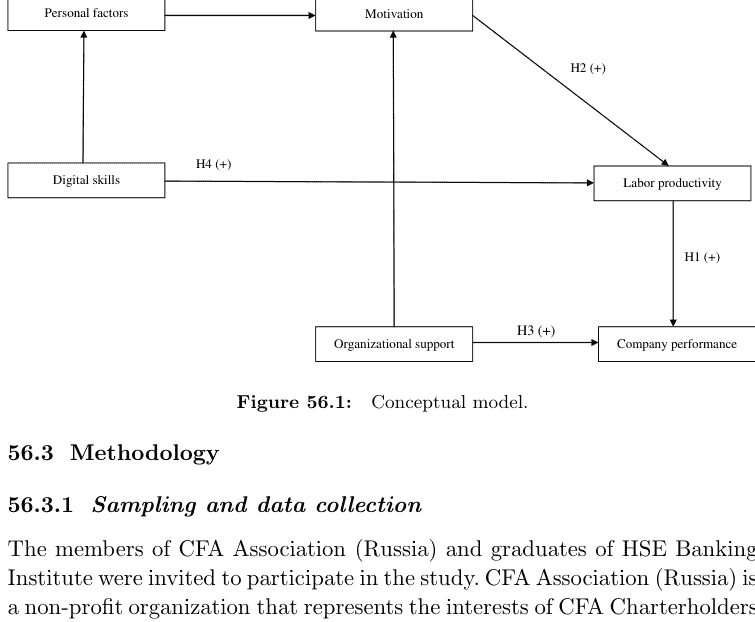 Personal factors
Motivation
H2 (+)
H4 (+)
Digital skills
Labor productivity
H1 (+)
H3 (+)
Organizational support
Company performance
Figure 56.1: Conceptual model.
56.3 Methodology
56.3.1 Sampling and data collection
The members of CFA Association (Russia) and graduates of HSE Banking
Institute were invited to participate in the study. CFA Association (Russia) is
a non-profit organization that represents the interests of CFA Charterholders